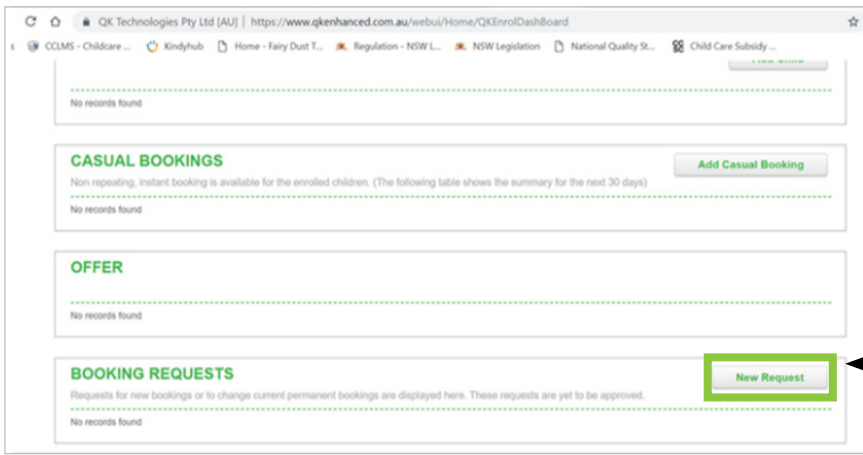 QK Technologies Pty Ltd [AU] | https://www.qkenhanced.com.au/webui/Home/QKEnrolDashBoard
s CCLMS - Childcare ... Kindyhub Home - Fairy Dust T... Regulation - NSW L... NSW Legislation National Quality St... Child Care Subsidy ...
Add Child
No records found
CASUAL BOOKINGS
Add Casual Booking
Non repeating, instant booking is available for the enrolled children. (The following table shows the summary for the next 30 days)
No records found
OFFER
No records found
BOOKING REQUESTS
New Request
Requests for new bookings or to change current permanent bookings are displayed here. These requests are yet to be approved.
No records found